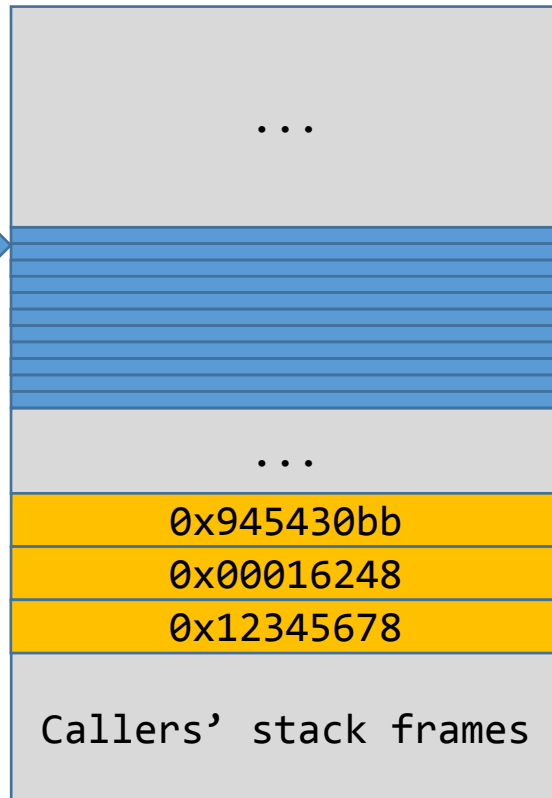 ...
...
0x945430bb
0x00016248
0x12345678
Callers’ stack frames